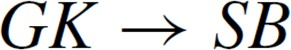 GK → SB